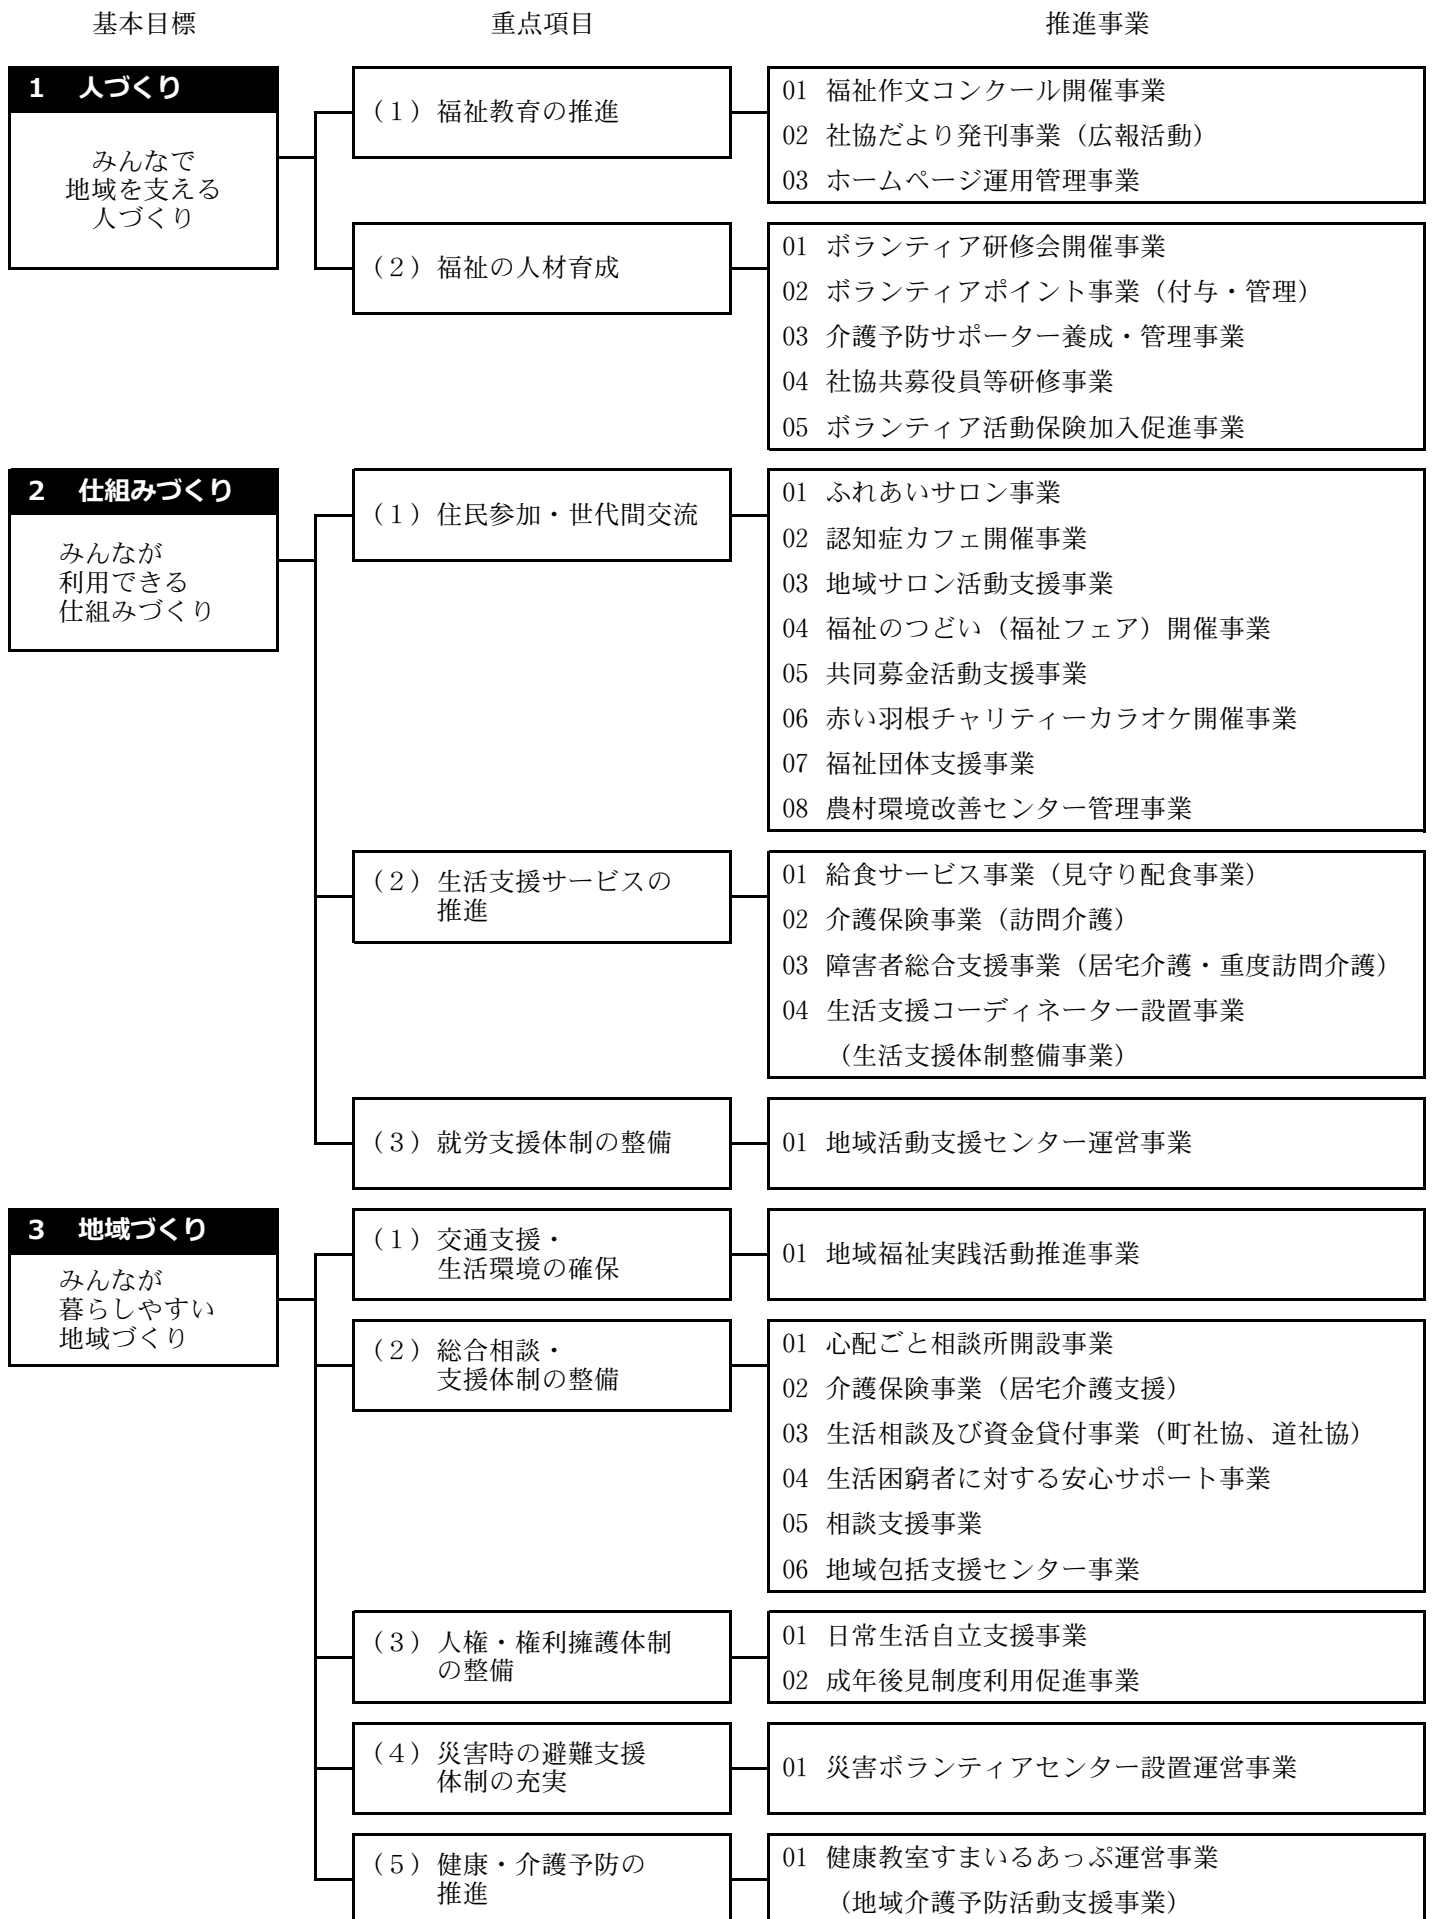 基本目標
重点項目
推進事業
1 人づくり
みんなで
地域を支える
人づくり
（１）福祉教育の推進
01 福祉作文コンクール開催事業
02 社協だより発刊事業（広報活動）
03 ホームページ運用管理事業
（２）福祉の人材育成
01 ボランティア研修会開催事業
02 ボランティアポイント事業（付与・管理）
03 介護予防サポーター養成・管理事業
04 社協共募役員等研修事業
05 ボランティア活動保険加入促進事業
2 仕組みづくり
みんなが
利用できる
仕組みづくり
（１）住民参加・世代間交流
01 ふれあいサロン事業
02 認知症カフェ開催事業
03 地域サロン活動支援事業
04 福祉のつどい（福祉フェア）開催事業
05 共同募金活動支援事業
06 赤い羽根チャリティーカラオケ開催事業
07 福祉団体支援事業
08 農村環境改善センター管理事業
（２）生活支援サービスの
推進
01 給食サービス事業（見守り配食事業）
02 介護保険事業（訪問介護）
03 障害者総合支援事業（居宅介護・重度訪問介護）
04 生活支援コーディネーター設置事業
（生活支援体制整備事業）
（３）就労支援体制の整備
01 地域活動支援センター運営事業
3 地域づくり
みんなが
暮らしやすい
地域づくり
（１）交通支援・
生活環境の確保
01 地域福祉実践活動推進事業
（２）総合相談・
支援体制の整備
01 心配ごと相談所開設事業
02 介護保険事業（居宅介護支援）
03 生活相談及び資金貸付事業（町社協、道社協）
04 生活困窮者に対する安心サポート事業
05 相談支援事業
06 地域包括支援センター事業
（３）人権・権利擁護体制
の整備
01 日常生活自立支援事業
02 成年後見制度利用促進事業
（４）災害時の避難支援
体制の充実
01 災害ボランティアセンター設置運営事業
（５）健康・介護予防の
推進
01 健康教室すまいるあっぷ運営事業
（地域介護予防活動支援事業）